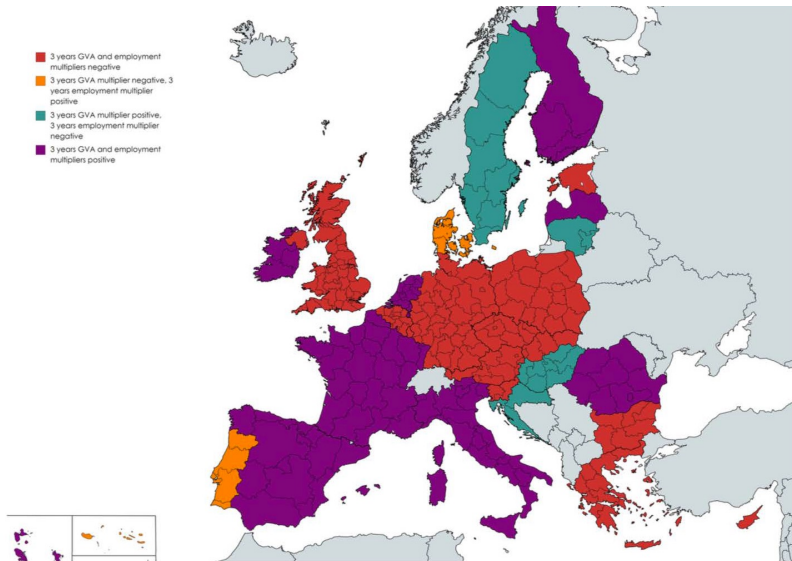 3 years GVA and employment
multipliers negative
3 years GVA multiplier negative, 3
years employment multiplier
positive
3 years GVA multiplier positive,
3 years employment multiplier
negative
3 years GVA and employment
multipliers positive